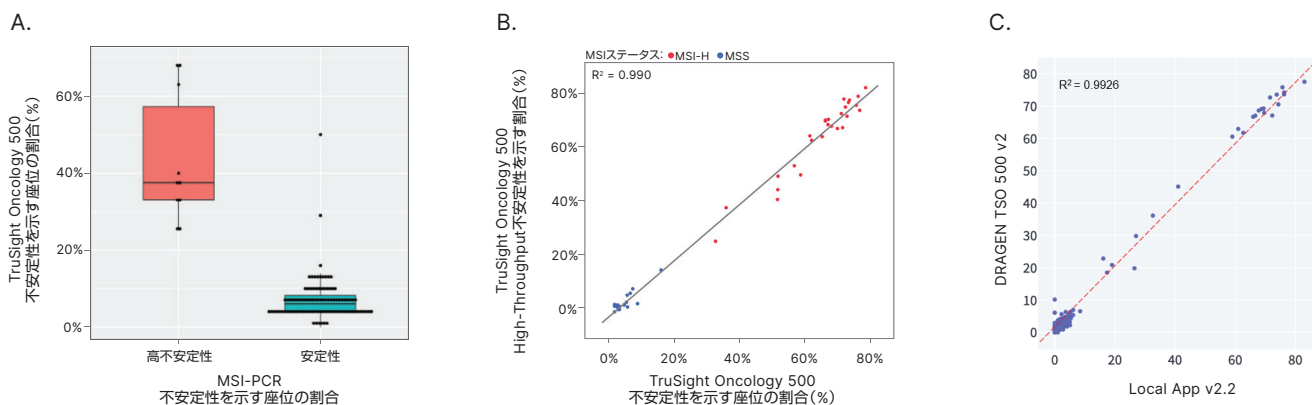 A.
TruSight Oncology 500
不安定性を示す座位の割合(%)
60%
40%
20%
0%
高不安定性
安定性
MSI-PCR
不安定性を示す座位の割合
B.
MSIステータス: MSI-H MSS
R² = 0.990
TruSight Oncology 500
High-Throughput不安定性を示す割合(%)
80%
60%
40%
20%
0%
0%
20%
40%
60%
80%
TruSight Oncology 500
不安定性を示す座位の割合(%)
C.
R² = 0.9926
DRAGEN TSO 500 v2
80
70
60
50
40
30
20
10
0
0
20
40
60
80
Local App v2.2